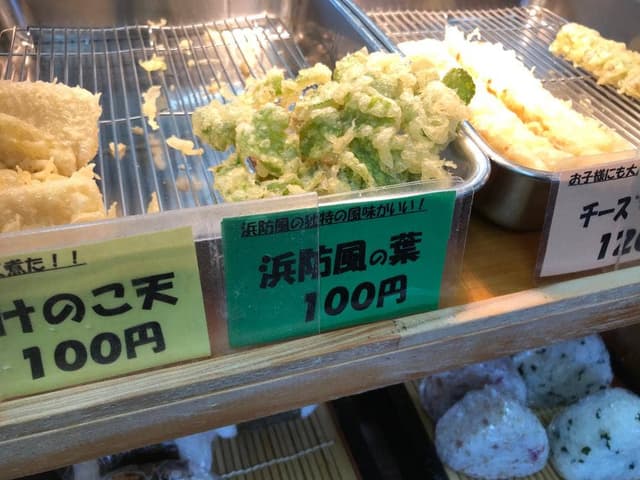 煮た！！
けのこ天
100円
浜防風の独特の風味がいい！
浜防風の葉
100円
お子様にも大
チーズ
120